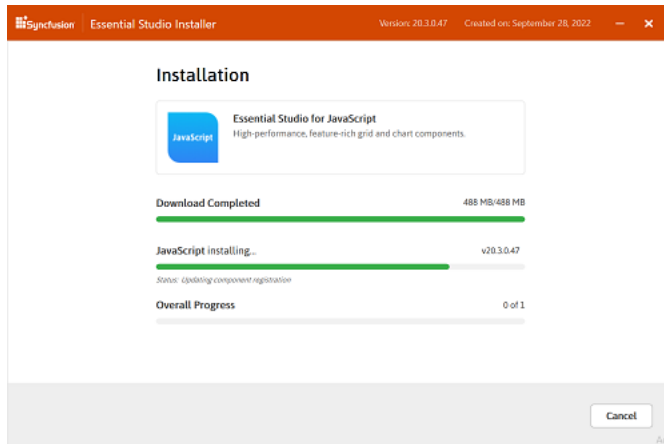 Syncfusion Essential Studio Installer Version: 20.3.0.47 Created on: September 28, 2022
Installation
JavaScript
Essential Studio for JavaScript
High-performance, feature-rich grid and chart components.
Download Completed 488 MB/488 MB
JavaScript installing... v20.3.0.47
Status: Updating component registration
Overall Progress 0 of 1
Cancel